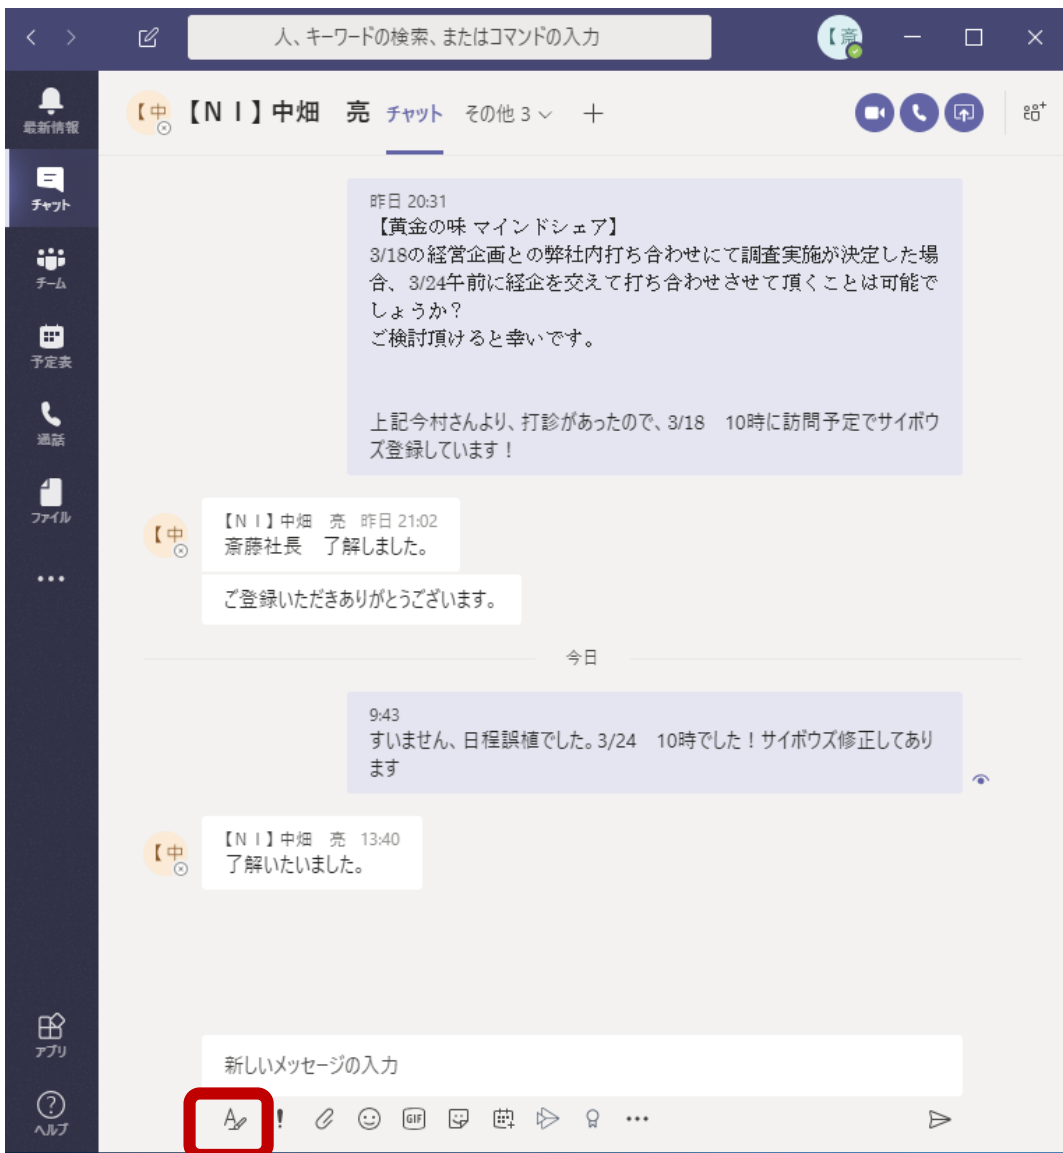 人、キーワードの検索、またはコマンドの入力
【斎
最新情報
チャット
チーム
予定表
通話
ファイル
アプリ
ヘルプ
【中
【ＮＩ】中畑　亮 チャット その他 3
昨日 20:31
【黄金の味 マインドシェア】
3/18の経営企画との弊社内打ち合わせにて調査実施が決定した場
合、3/24午前に経企を交えて打ち合わせさせて頂くことは可能で
しょうか？
ご検討頂けると幸いです。
上記今村さんより、打診があったので、3/18　10時に訪問予定でサイボウ
ズ登録しています！
【中
【ＮＩ】中畑　亮 昨日 21:02
斎藤社長　了解しました。
ご登録いただきありがとうございます。
今日
9:43
すいません、日程誤植でした。3/24　10時でした！サイボウズ修正してあり
ます
【中
【ＮＩ】中畑　亮 13:40
了解いたいました。
新しいメッセージの入力
GIF